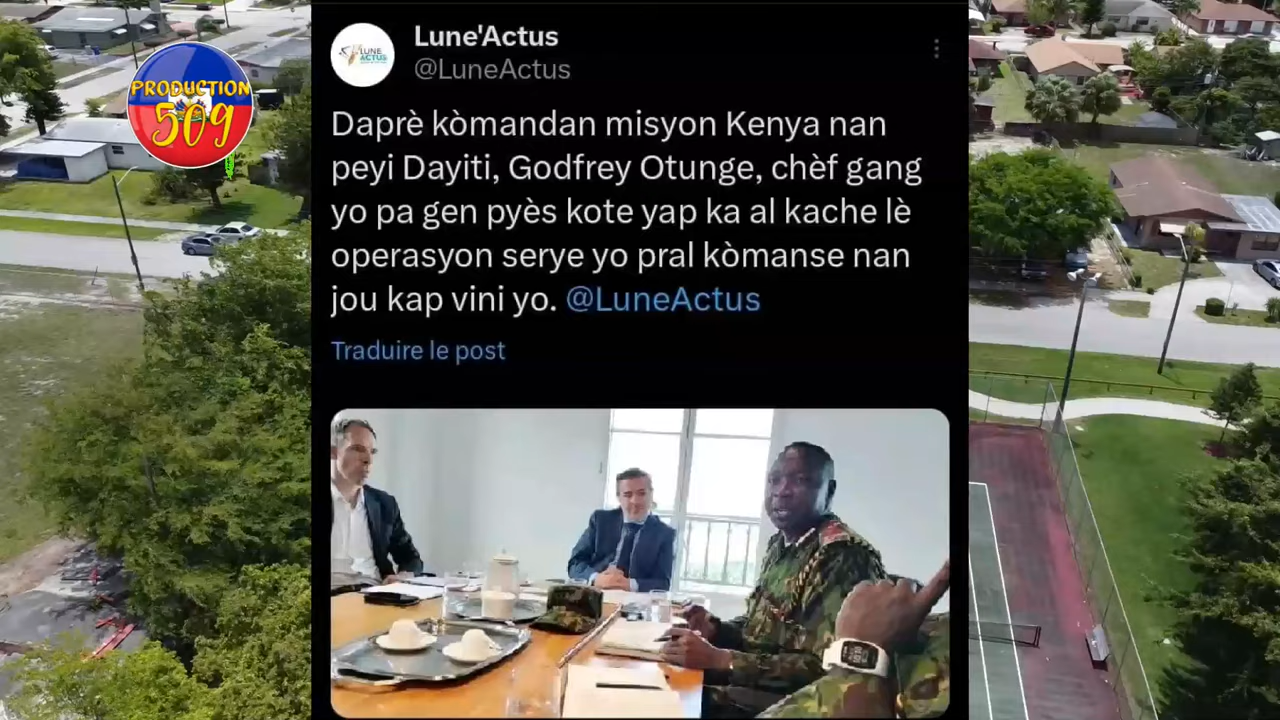 PRODUCTION
509
LUNE
ACTUS
Lune'Actus
@LuneActus
Daprè kòmandan misyon Kenya nan
peyi Dayiti, Godfrey Otunge, chèf gang
yo pa gen pyès kote yap ka al kache lè
operasyon serye yo pral kòmanse nan
jou kap vini yo. @LuneActus
Traduire le post